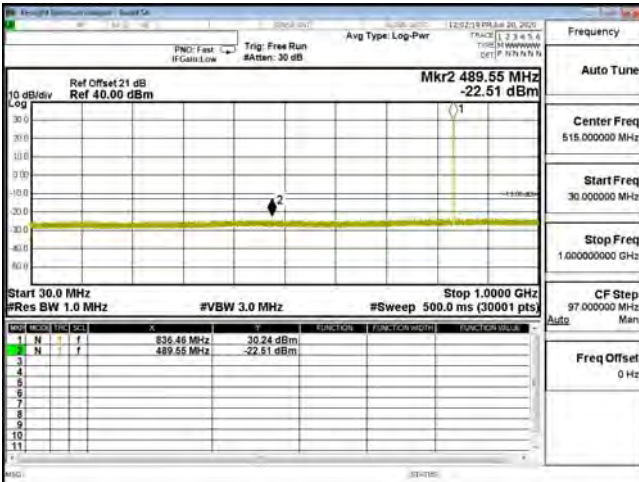 Keysight Spectrum Analyzer - Swept SA
SENSE:INT
12:02:19 PM Jun 20, 2020
Frequency
Avg Type: Log-Pwr
TRACE 1 2 3 4 5 6
PNO: Fast
Trig: Free Run
TYPE M WWWWW
IFGain:Low
#Atten: 30 dB
DET P N N N N N
Auto Tune
Mkr2 489.55 MHz
Ref Offset 21 dB
10 dB/div
Ref 40.00 dBm
-22.51 dBm
Log
1
30.0
Center Freq
20.0
515.000000 MHz
10.0
0.00
Start Freq
-10.0
2
30.000000 MHz
-20.0
-30.0
Stop Freq
-40.0
1.000000000 GHz
-50.0
Start 30.0 MHz
Stop 1.0000 GHz
CF Step
#Res BW 1.0 MHz
#VBW 3.0 MHz
#Sweep 500.0 ms (30001 pts)
97.000000 MHz
Auto Man
MKR MODE TRC SCL X Y FUNCTION FUNCTION WIDTH FUNCTION VALUE
1 N 1 f 836.46 MHz 30.24 dBm
2 N 1 f 489.55 MHz -22.51 dBm
3
Freq Offset
4
0 Hz
5
6
7
8
9
10
11
MSG
STATUS